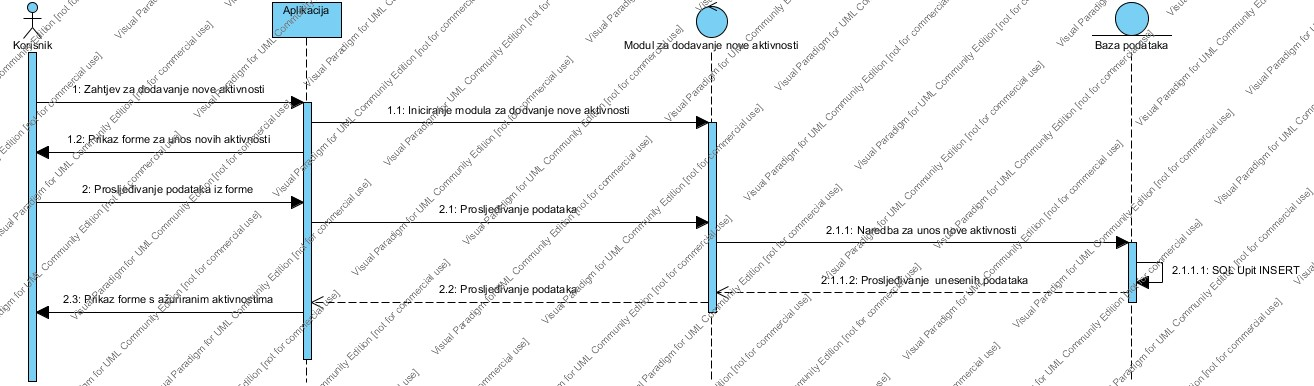 Korisnik
Aplikacija
Modul za dodavanje nove aktivnosti
Baza podataka
1: Zahtjev za dodavanje nove aktivnosti
1.1: Iniciranje modula za dodvanje nove aktivnosti
1.2: Prikaz forme za unos novih aktivnosti
2: Prosljeđivanje podataka iz forme
2.1: Prosljeđivanje podataka
2.1.1: Naredba za unos nove aktivnosti
2.1.1.1: SQL Upit INSERT
2.1.1.2: Prosljeđivanje unesenih podataka
2.2: Prosljeđivanje podataka
2.3: Prikaz forme s ažuriranim aktivnostima
Visual Paradigm for UML Community Edition [not for commercial use]